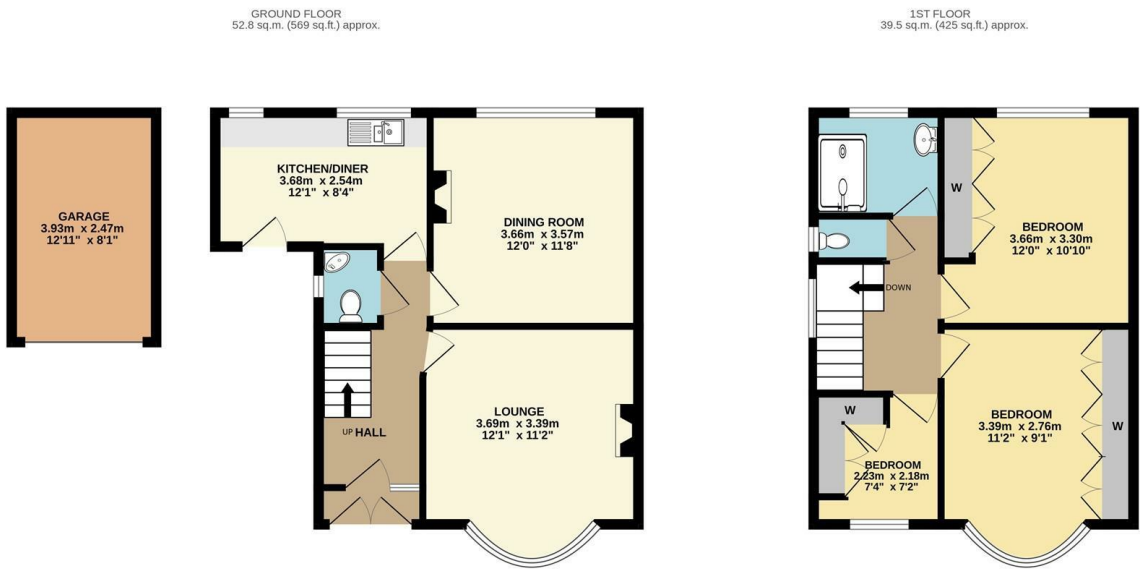 GROUND FLOOR
52.8 sq.m. (569 sq.ft.) approx.
1ST FLOOR
39.5 sq.m. (425 sq.ft.) approx.
GARAGE
3.93m x 2.47m
12'11" x 8'1"
KITCHEN/DINER
3.68m x 2.54m
12'1" x 8'4"
DINING ROOM
3.66m x 3.57m
12'0" x 11'8"
LOUNGE
3.69m x 3.39m
12'1" x 11'2"
UP HALL
W
BEDROOM
3.66m x 3.30m
12'0" x 10'10"
DOWN
W
BEDROOM
3.39m x 2.76m
11'2" x 9'1"
W
BEDROOM
2.23m x 2.18m
7'4" x 7'2"